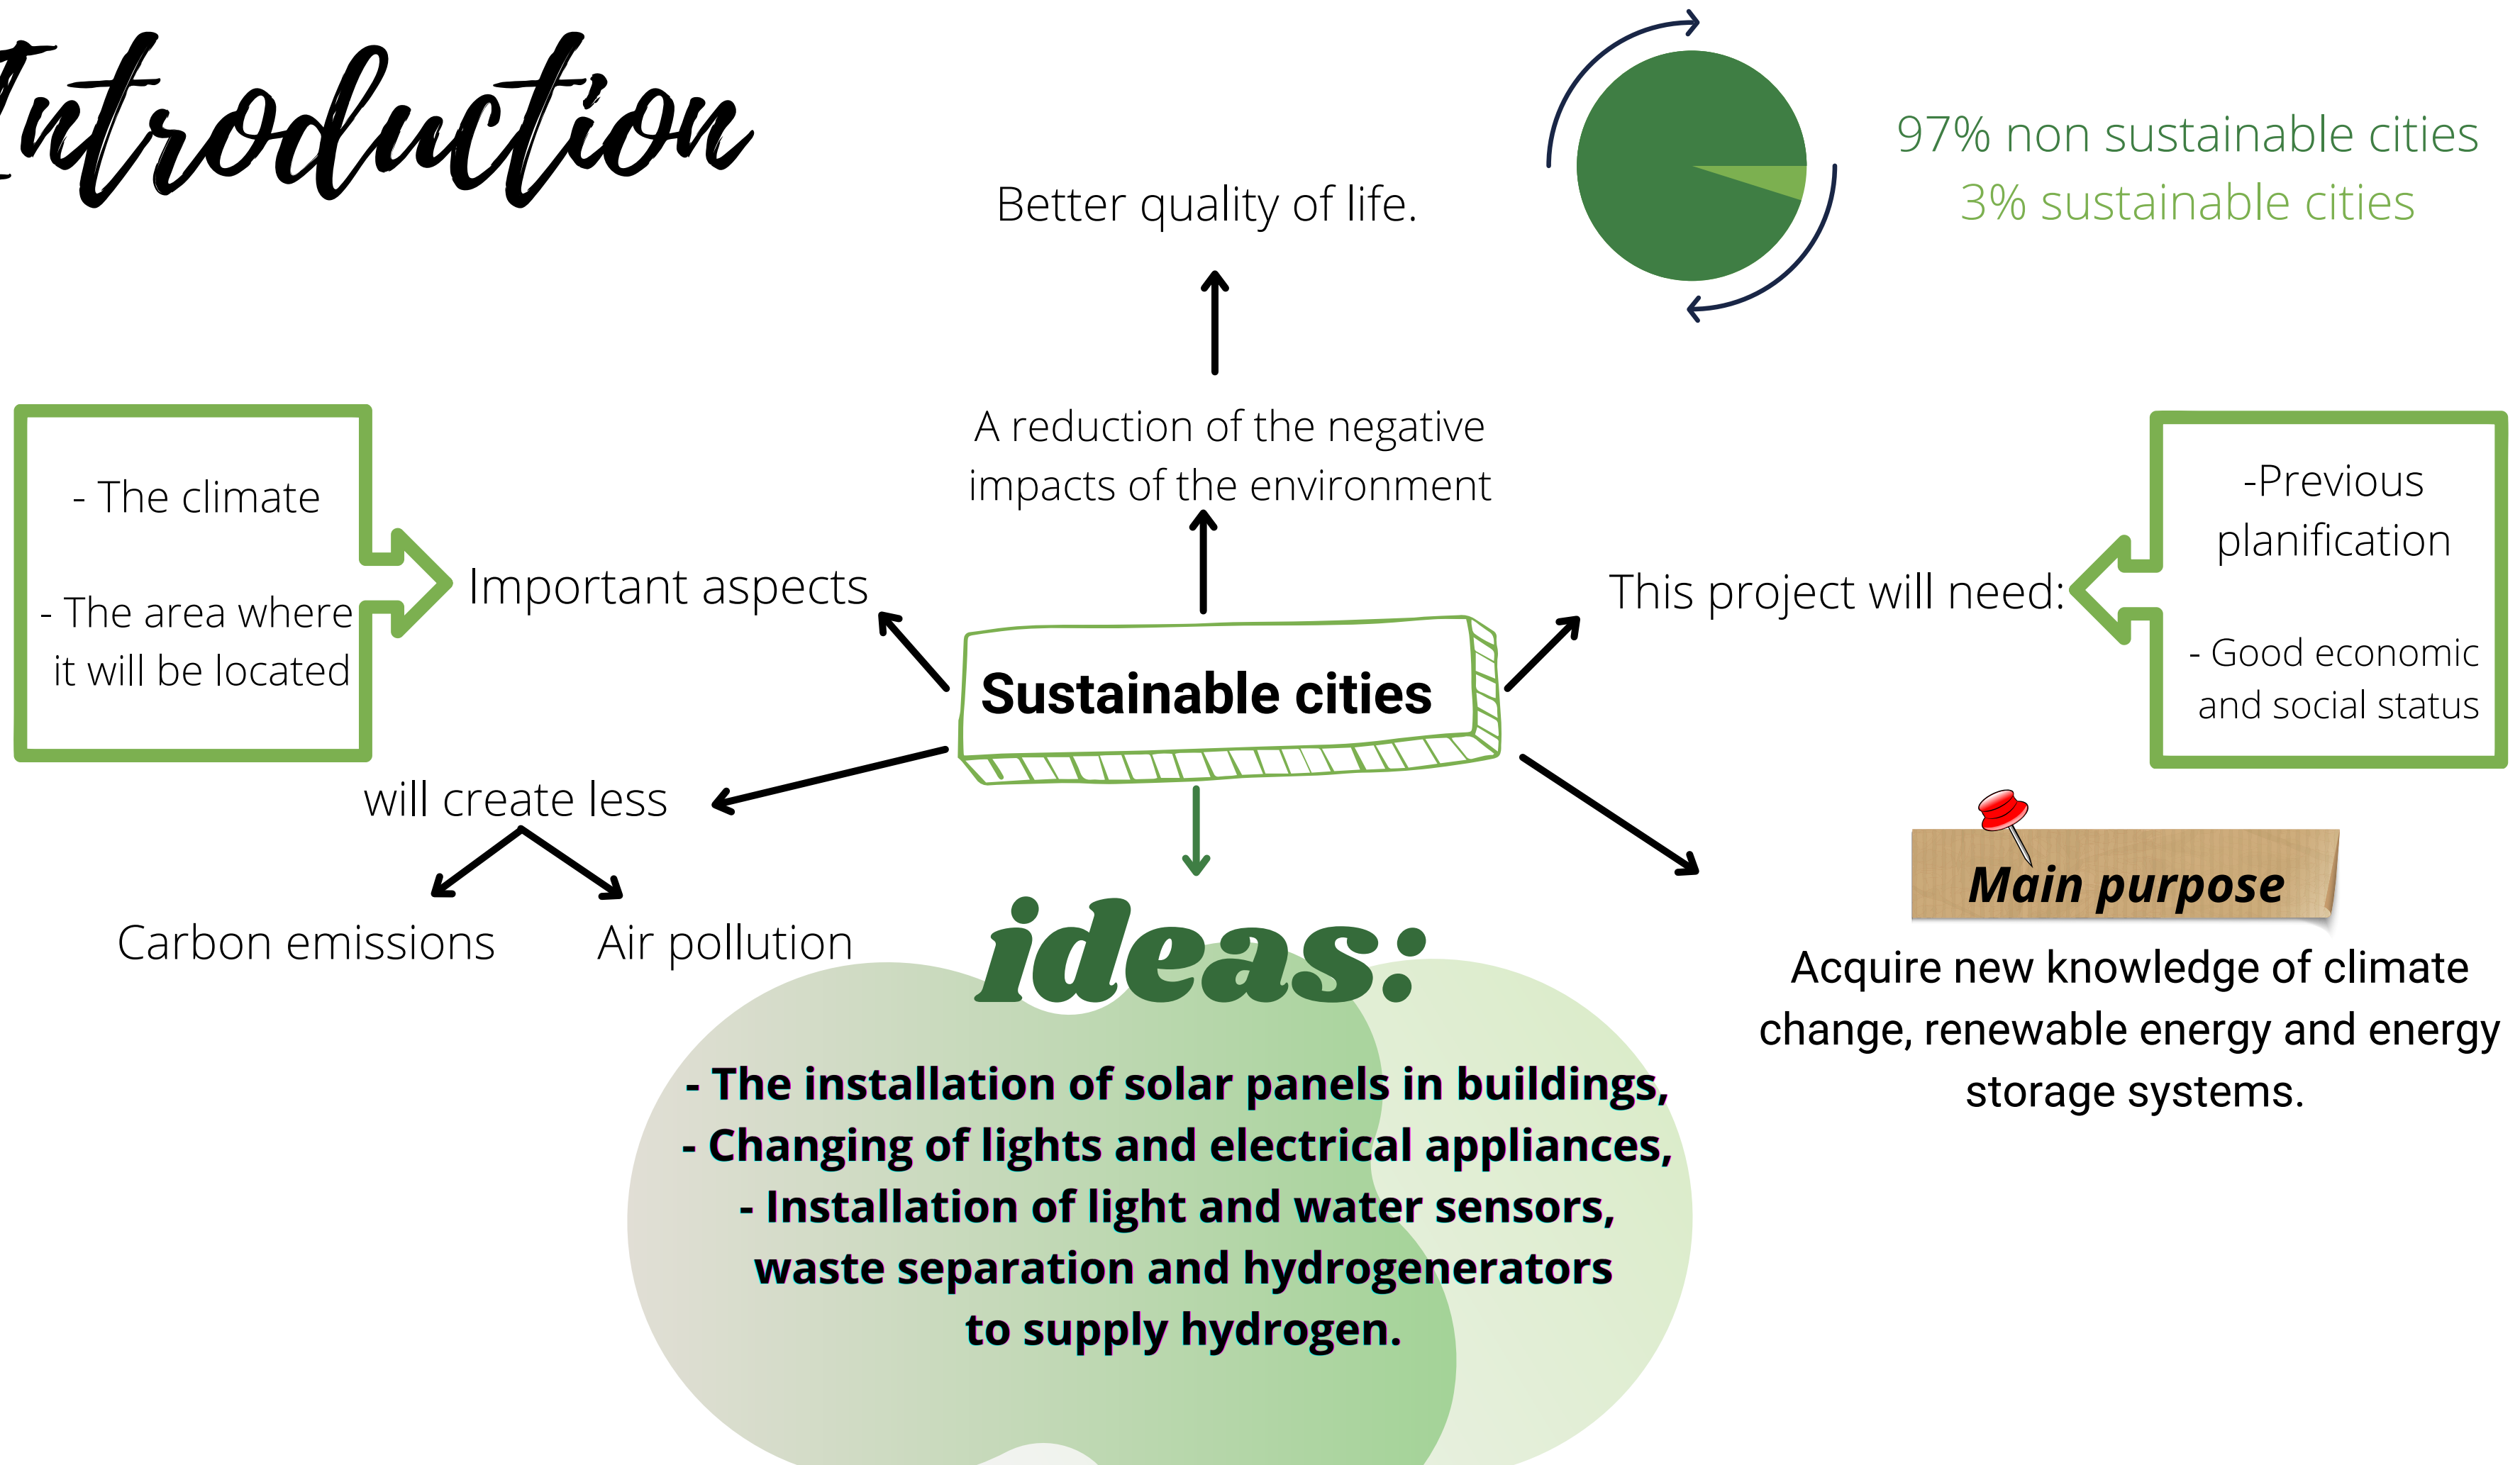 Introduction
97% non sustainable cities
3% sustainable cities
Better quality of life.
A reduction of the negative
impacts of the environment
- The climate
- The area where
it will be located
Important aspects
This project will need:
-Previous
planification
- Good economic
and social status
Sustainable cities
will create less
Carbon emissions
Air pollution
Main purpose
Acquire new knowledge of climate
change, renewable energy and energy
storage systems.
ideas:
- The installation of solar panels in buildings,
- Changing of lights and electrical appliances,
- Installation of light and water sensors,
waste separation and hydrogenerators
to supply hydrogen.